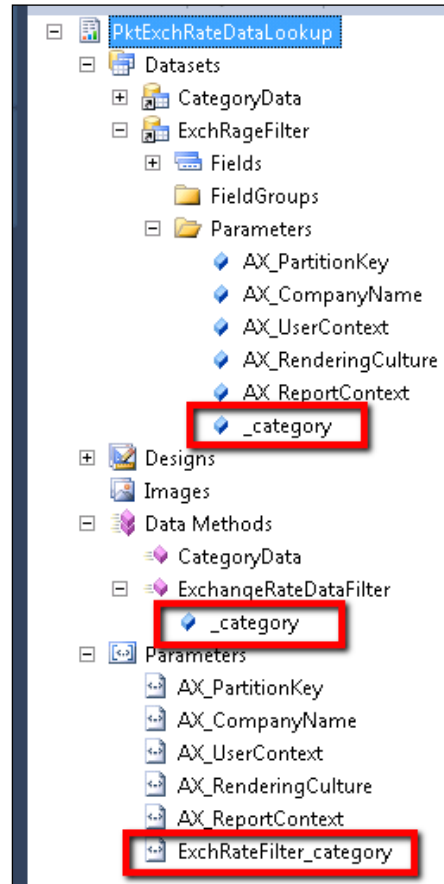 PktExchRateDataLookup
Datasets
CategoryData
ExchRageFilter
Fields
FieldGroups
Parameters
AX_PartitionKey
AX_CompanyName
AX_UserContext
AX_RenderingCulture
AX_ReportContext
_category
Designs
Images
Data Methods
CategoryData
ExchangeRateDataFilter
_category
Parameters
AX_PartitionKey
AX_CompanyName
AX_UserContext
AX_RenderingCulture
AX_ReportContext
ExchRateFilter_category